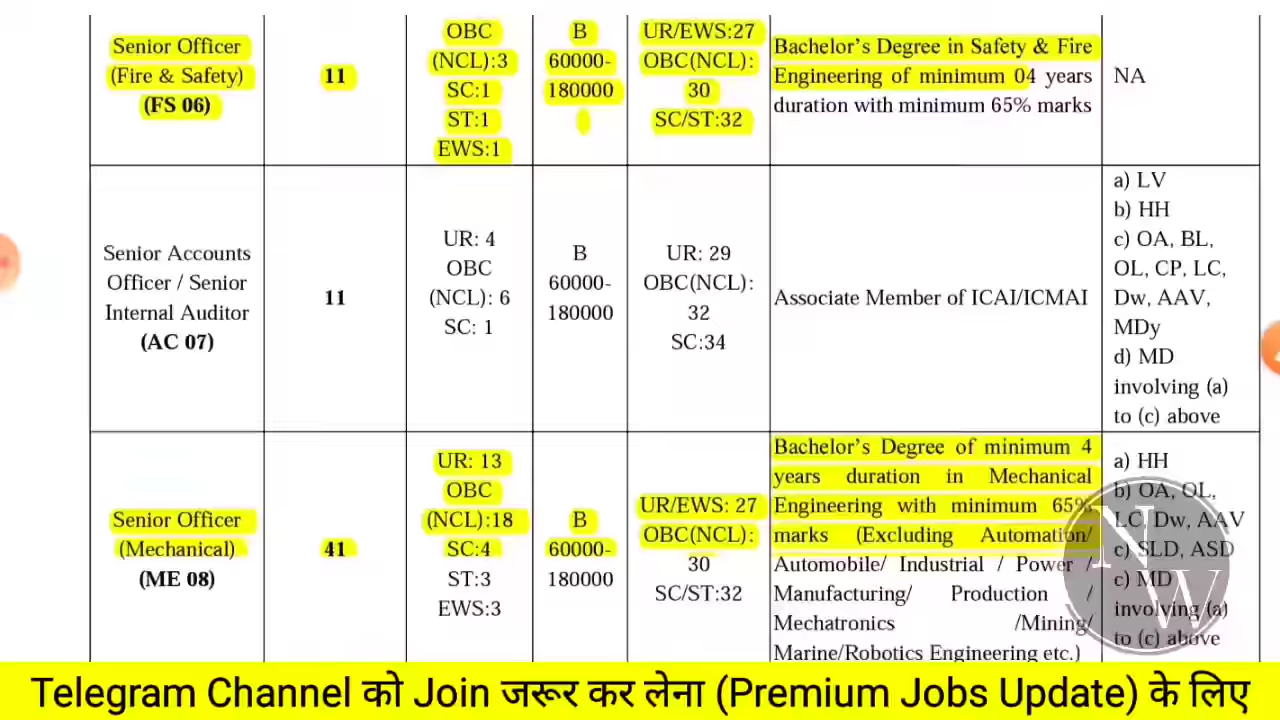 Senior Officer
(Fire & Safety)
(FS 06)
11
OBC
(NCL):3
SC:1
ST:1
EWS:1
B
60000-
180000
UR/EWS:27
OBC(NCL):
30
SC/ST:32
Bachelor's Degree in Safety & Fire
Engineering of minimum 04 years
duration with minimum 65% marks
NA
Senior Accounts
Officer / Senior
Internal Auditor
(AC 07)
11
UR: 4
OBC
(NCL): 6
SC: 1
B
60000-
180000
UR: 29
OBC(NCL):
32
SC:34
Associate Member of ICAI/ICMAI
a) LV
b) HH
c) OA, BL,
OL, CP, LC,
Dw, AAV,
MDy
d) MD
involving (a)
to (c) above
Senior Officer
(Mechanical)
(ME 08)
41
UR: 13
OBC
(NCL):18
SC:4
ST:3
EWS:3
B
60000-
180000
UR/EWS: 27
OBC(NCL):
30
SC/ST:32
Bachelor's Degree of minimum 4
years duration in Mechanical
Engineering with minimum 65%
marks (Excluding Automation/
Automobile/ Industrial / Power /
Manufacturing/ Production /
Mechatronics /Mining/
Marine/Robotics Engineering etc.)
a) HH
b) OA, OL,
LC, Dw, AAV
c) SLD, ASD
c) MD
involving (a)
to (c) above
NW
Telegram Channel को Join जरूर कर लेना (Premium Jobs Update) के लिए